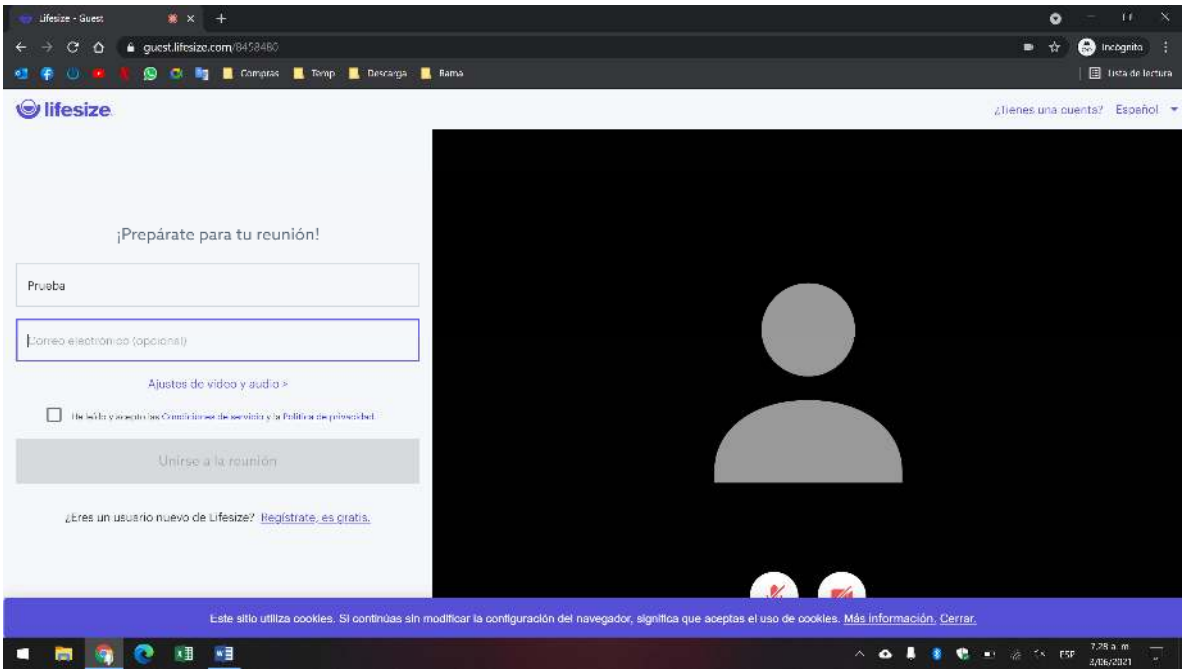 Lifesize - Guest
guest.lifesize.com/8458480
Incógnito
Compras
Temp
Descarga
Rama
Lista de lectura
lifesize
¿Tienes una cuenta? Español
¡Prepárate para tu reunión!
Prueba
Correo electrónico (opcional)
Ajustes de video y audio >
He leído y acepto las Condiciones de servicio y la Política de privacidad.
Unirse a la reunión
¿Eres un usuario nuevo de Lifesize? Regístrate, es gratis.
Este sitio utiliza cookies. Si continúas sin modificar la configuración del navegador, significa que aceptas el uso de cookies. Más información. Cerrar.
ESP
7:28 a. m.
3/06/2021